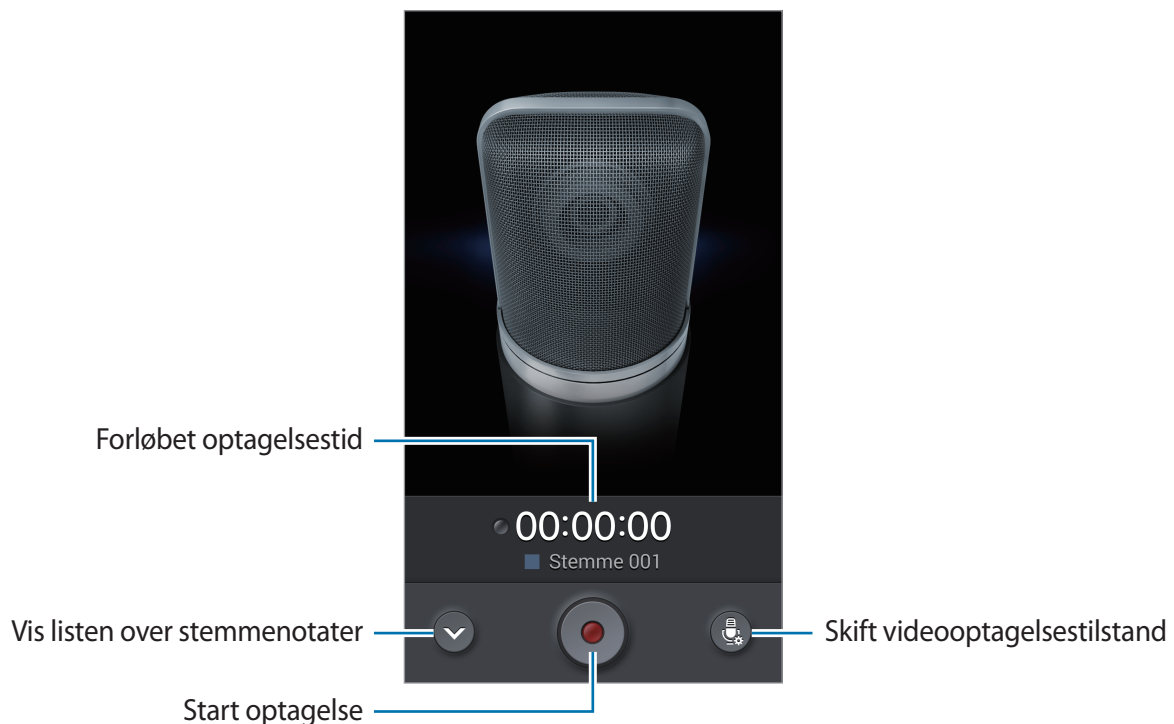 Forløbet optagelsestid
00:00:00
Stemme 001
Vis listen over stemmenotater
Skift videooptagelsestilstand
Start optagelse